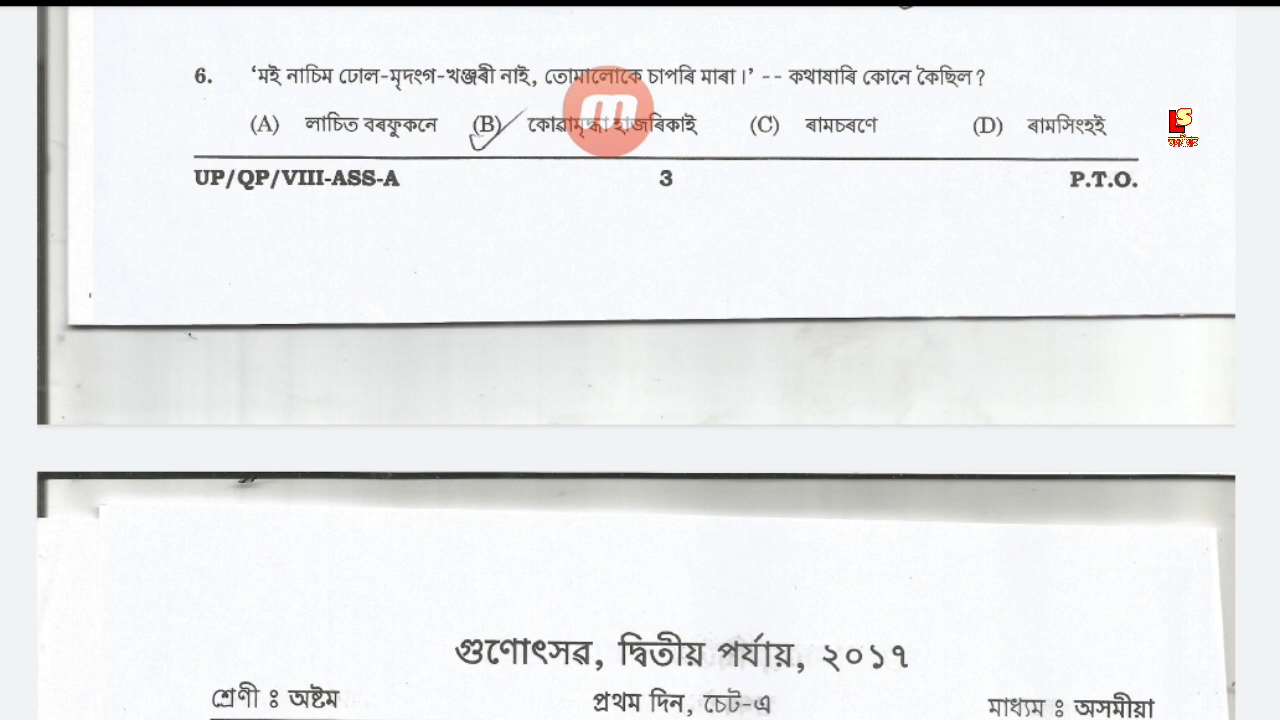 6. ‘মই নাচিম ঢোল-মৃদংগ-খঞ্জৰী নাই, তোমালোকে চাপৰি মাৰা।’ -- কথাষাৰি কোনে কৈছিল?
(A) লাচিত বৰফুকনে (B) কোৱামৃদ্ধা হাজৰিকাই (C) ৰামচৰণে (D) ৰামসিংহই
UP/QP/VIII-ASS-A 3 P.T.O.
গুণোৎসৱ, দ্বিতীয় পৰ্যায়, ২০১৭
শ্ৰেণী ঃ অষ্টম প্ৰথম দিন, চেট-এ মাধ্যম ঃ অসমীয়া